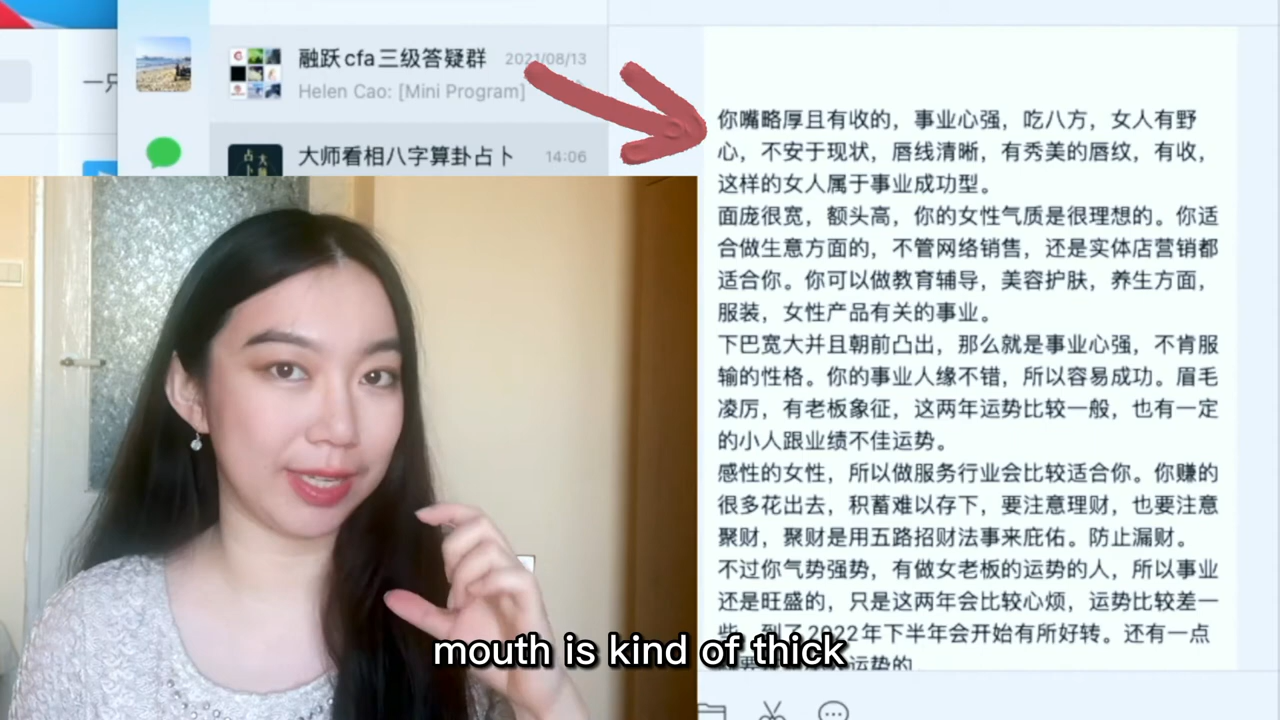 一只
融跃cfa三级答疑群 2021/08/13
Helen Cao: [Mini Program]
大师看相八字算卦占卜 14:06
你嘴略厚且有收的，事业心强，吃八方，女人有野
心，不安于现状，唇线清晰，有秀美的唇纹，有收，
这样的女人属于事业成功型。
面庞很宽，额头高，你的女性气质是很理想的。你适
合做生意方面的，不管网络销售，还是实体店营销都
适合你。你可以做教育辅导，美容护肤，养生方面，
服装，女性产品有关的事业。
下巴宽大并且朝前凸出，那么就是事业心强，不肯服
输的性格。你的事业人缘不错，所以容易成功。眉毛
凌厉，有老板象征，这两年运势比较一般，也有一定
的小人跟业绩不佳运势。
感性的女性，所以做服务行业会比较适合你。你赚的
很多花出去，积蓄难以存下，要注意理财，也要注意
聚财，聚财是用五路招财法事来庇佑。防止漏财。
不过你气势强势，有做女老板的运势的人，所以事业
还是旺盛的，只是这两年会比较心烦，运势比较差一
些，到了2022年下半年会开始有所好转。还有一点
运势的
mouth is kind of thick